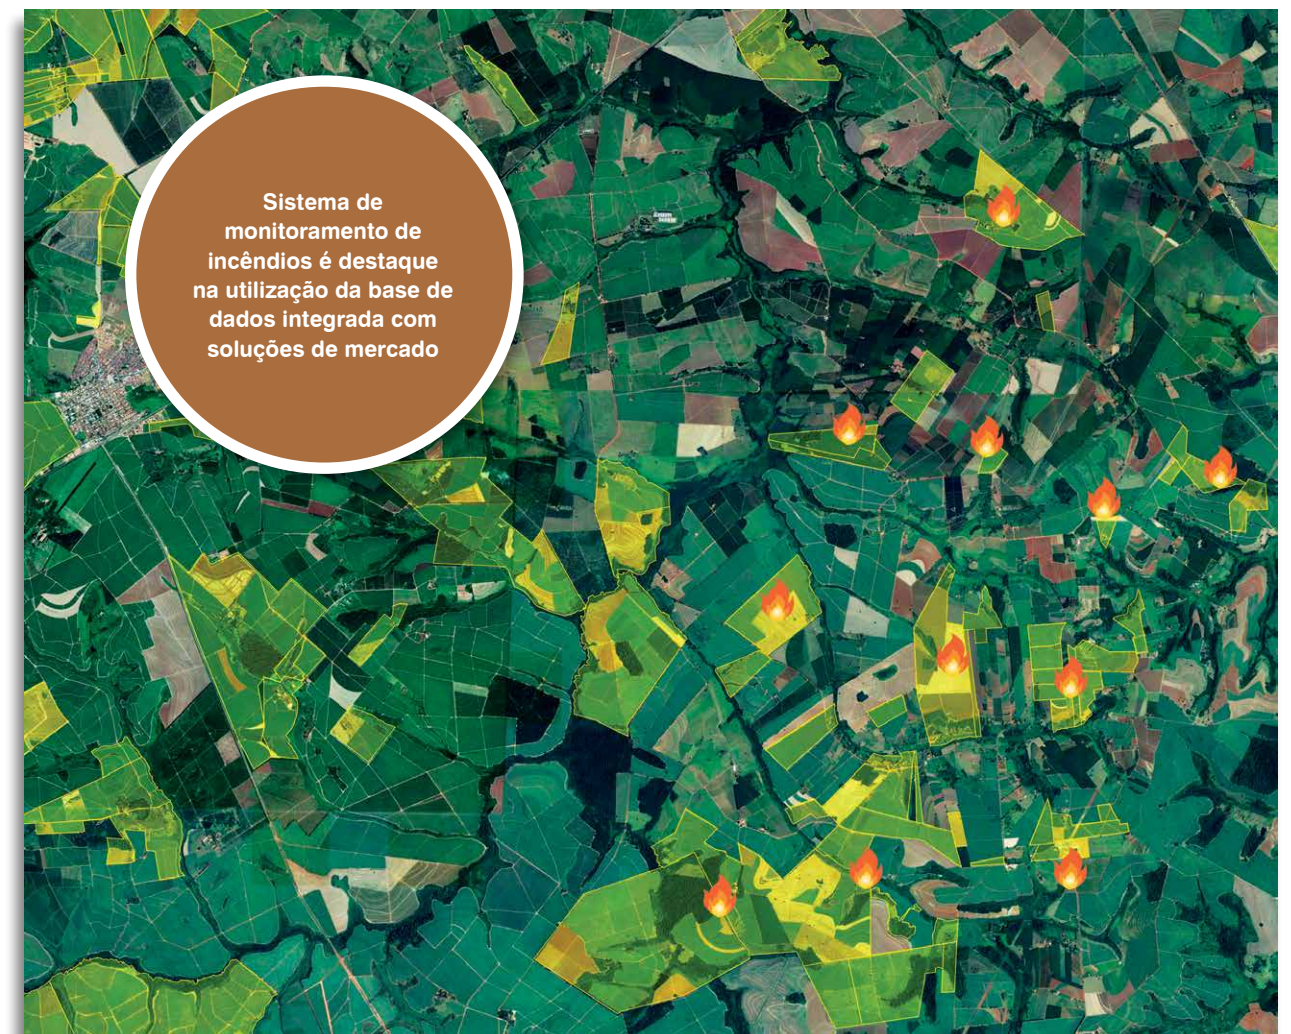 Sistema de
monitoramento de
incêndios é destaque
na utilização da base de
dados integrada com
soluções de mercado